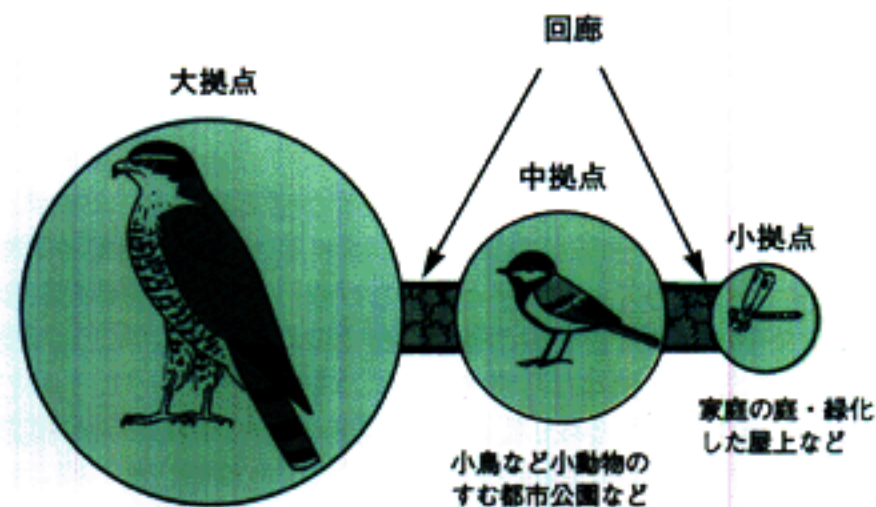 回廊
大拠点
中拠点
小拠点
家庭の庭・緑化
した屋上など
小鳥など小動物の
すむ都市公園など